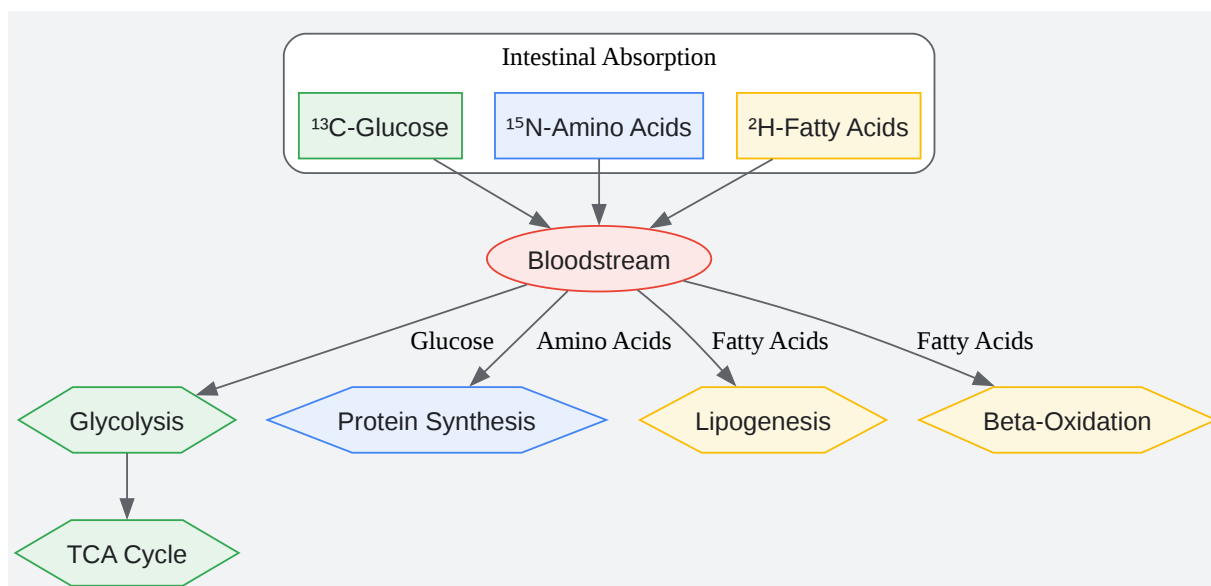 Intestinal Absorption
¹³C-Glucose
¹⁵N-Amino Acids
²H-Fatty Acids
Bloodstream
Glucose
Amino Acids
Fatty Acids
Fatty Acids
Glycolysis
Protein Synthesis
Lipogenesis
Beta-Oxidation
TCA Cycle